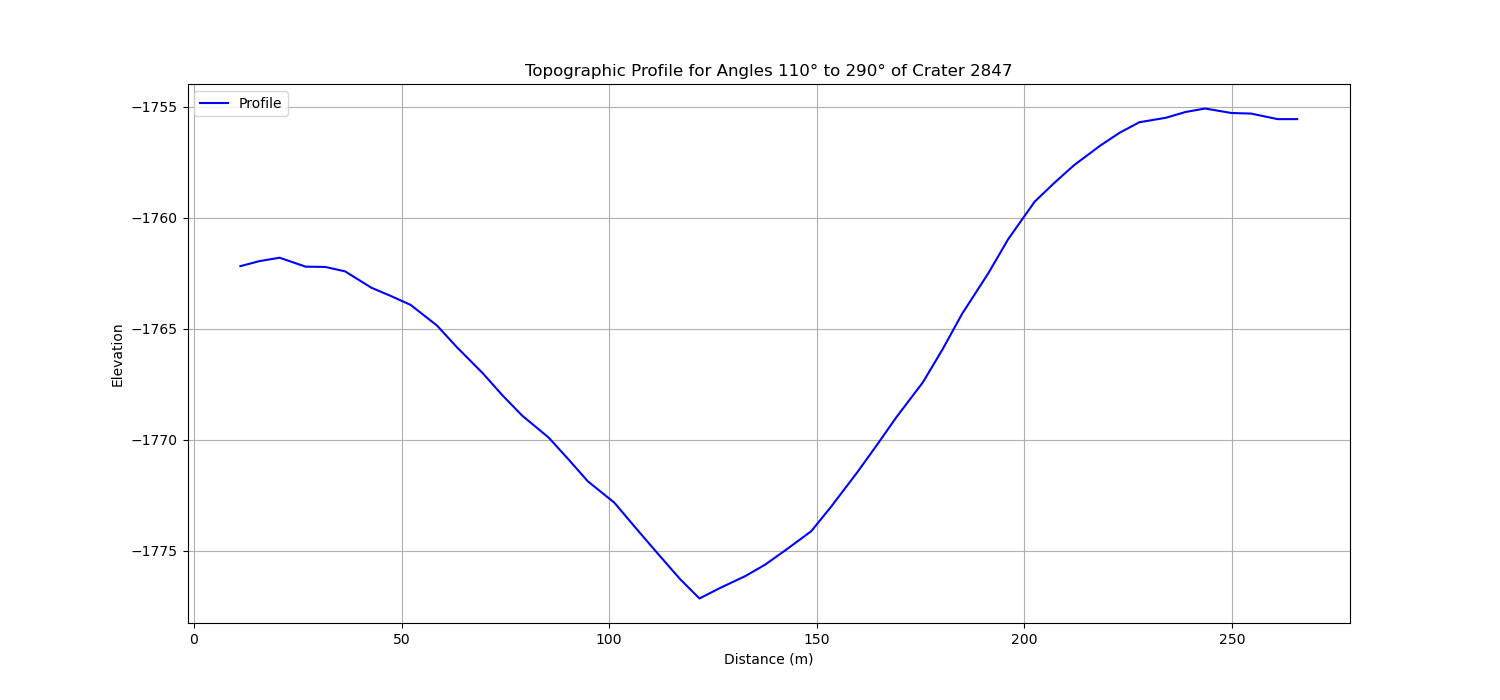 Topographic Profile for Angles 110° to 290° of Crater 2847
Profile
−1755
−1760
−1765
−1770
−1775
Elevation
0
50
100
150
200
250
Distance (m)